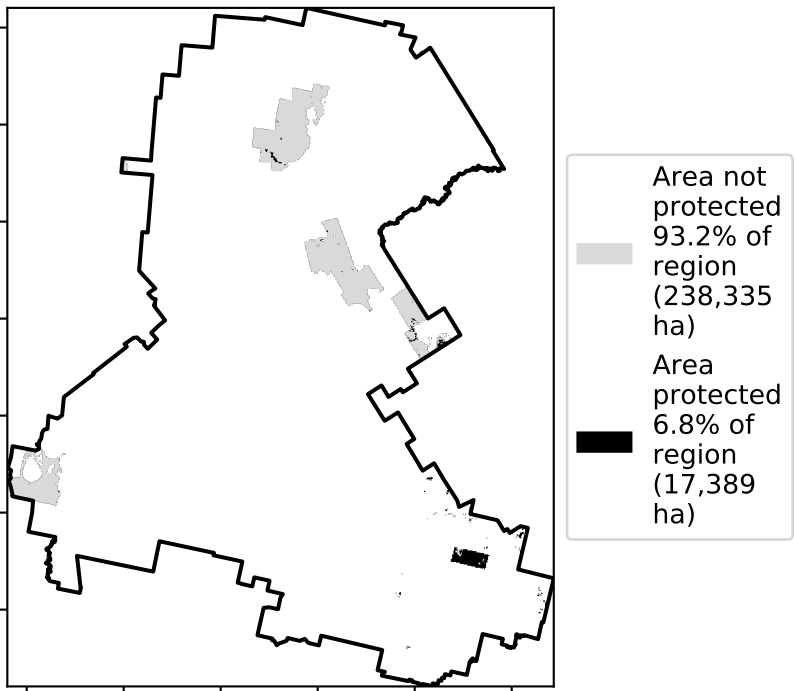 Area not
protected
93.2% of
region
(238,335
ha)
Area
protected
6.8% of
region
(17,389
ha)